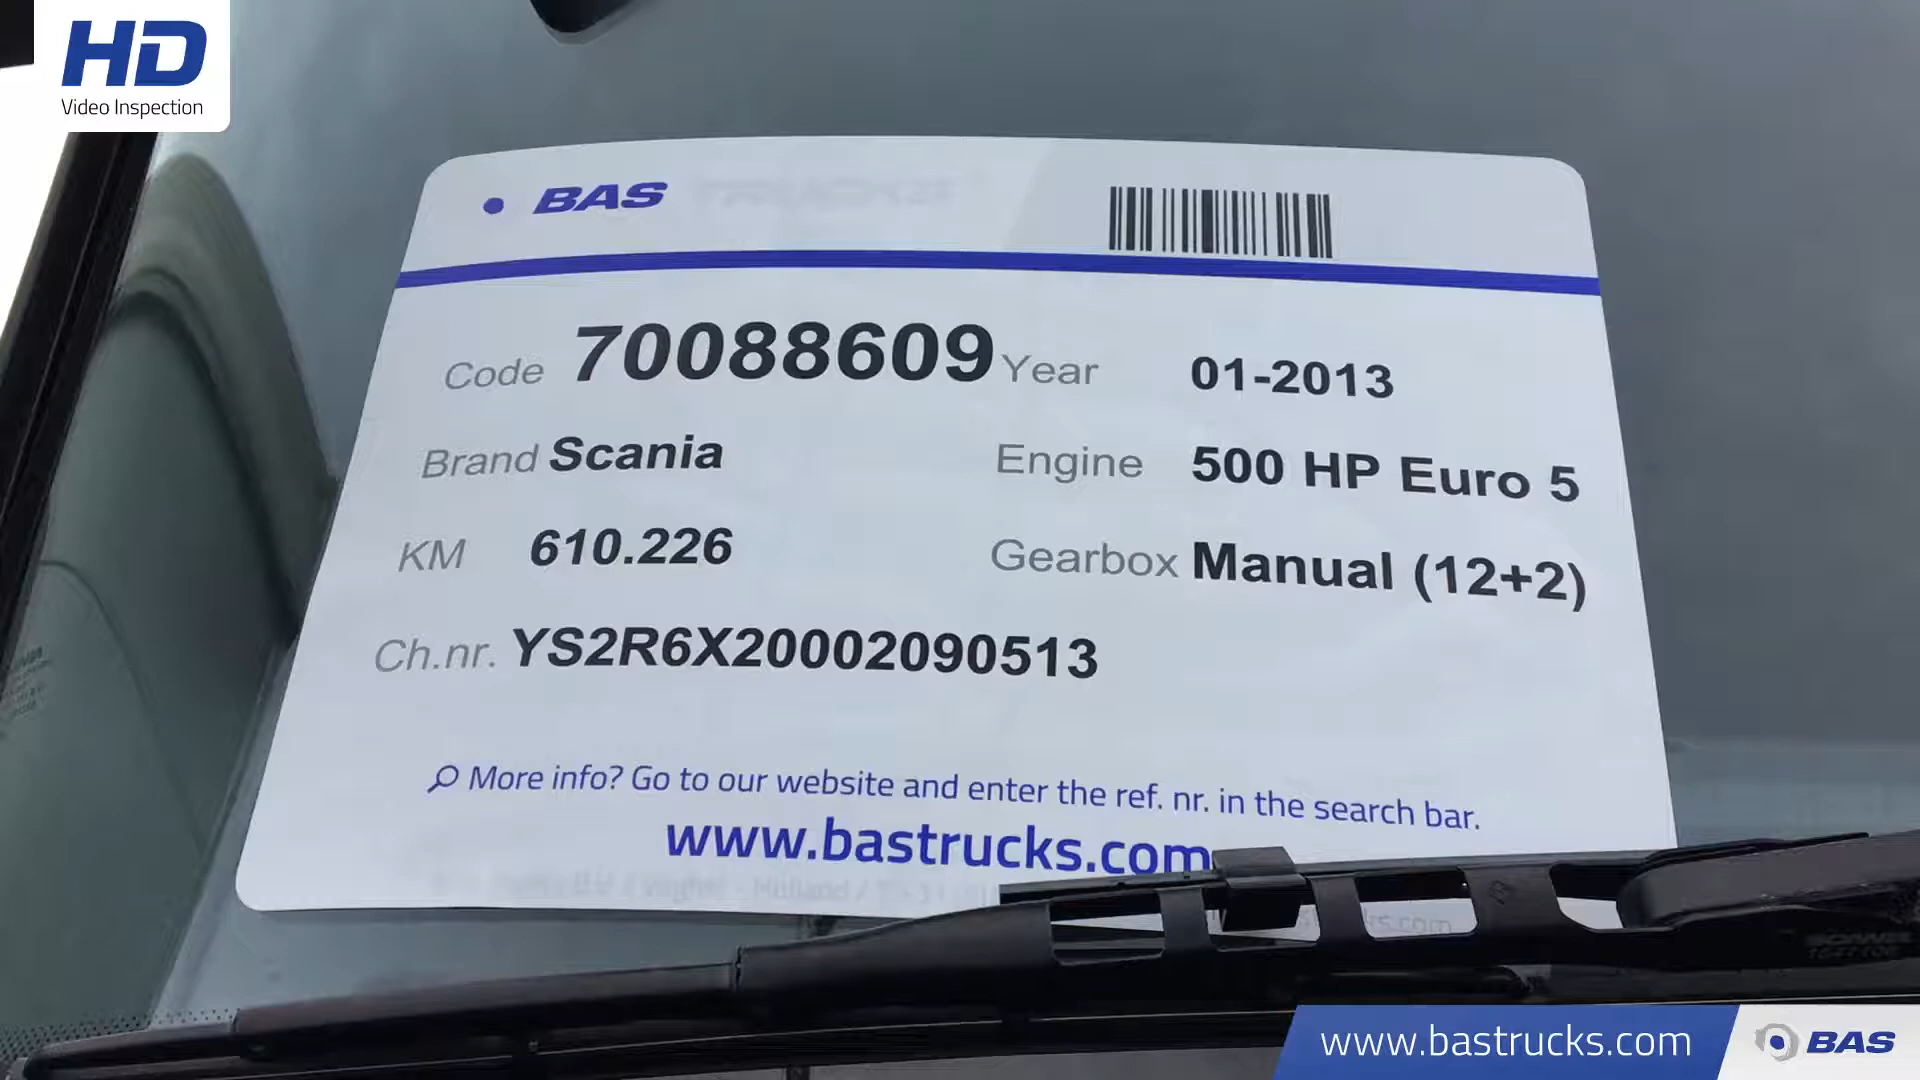 HD
Video Inspection
BAS TRUCKS
Code 70088609 Year 01-2013
Brand Scania Engine 500 HP Euro 5
KM 610.226 Gearbox Manual (12+2)
Ch.nr. YS2R6X20002090513
More info? Go to our website and enter the ref. nr. in the search bar.
www.bastrucks.com
www.bastrucks.com BAS